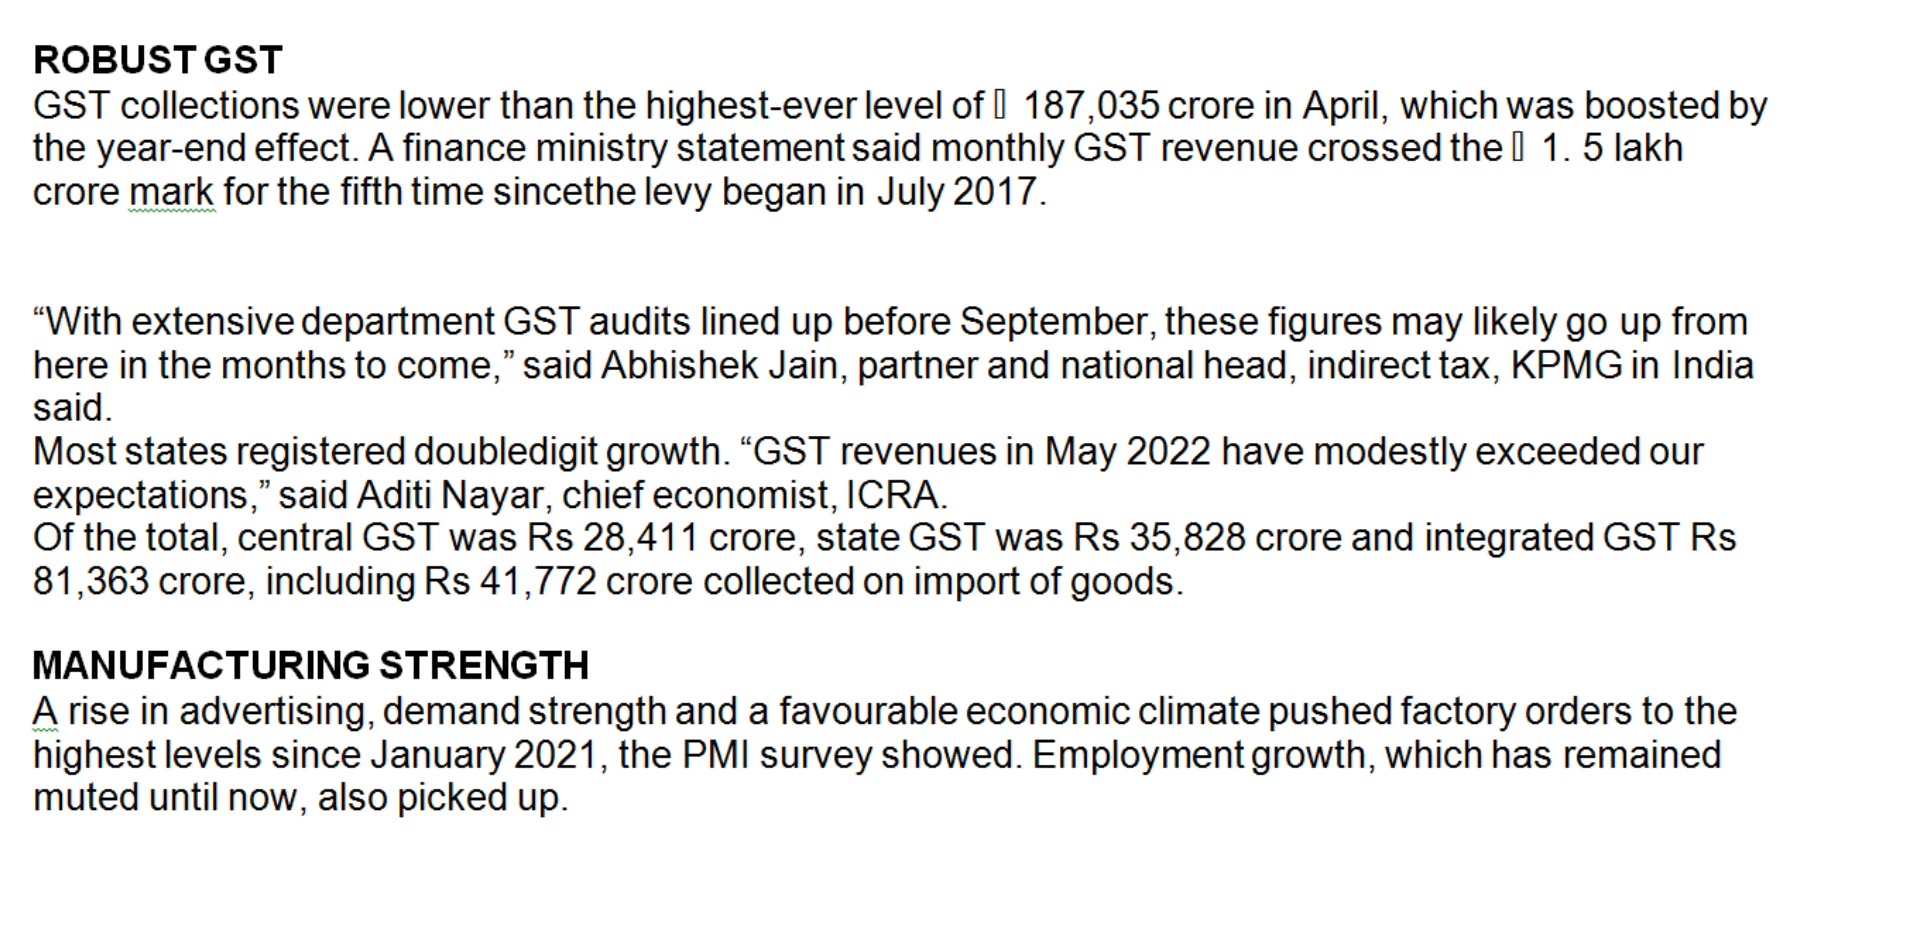 ROBUST GST
GST collections were lower than the highest-ever level of ▯ 187,035 crore in April, which was boosted by
the year-end effect. A finance ministry statement said monthly GST revenue crossed the ▯ 1. 5 lakh
crore mark for the fifth time sincethe levy began in July 2017.
“With extensive department GST audits lined up before September, these figures may likely go up from
here in the months to come,” said Abhishek Jain, partner and national head, indirect tax, KPMG in India
said.
Most states registered doubledigit growth. “GST revenues in May 2022 have modestly exceeded our
expectations,” said Aditi Nayar, chief economist, ICRA.
Of the total, central GST was Rs 28,411 crore, state GST was Rs 35,828 crore and integrated GST Rs
81,363 crore, including Rs 41,772 crore collected on import of goods.
MANUFACTURING STRENGTH
A rise in advertising, demand strength and a favourable economic climate pushed factory orders to the
highest levels since January 2021, the PMI survey showed. Employment growth, which has remained
muted until now, also picked up.